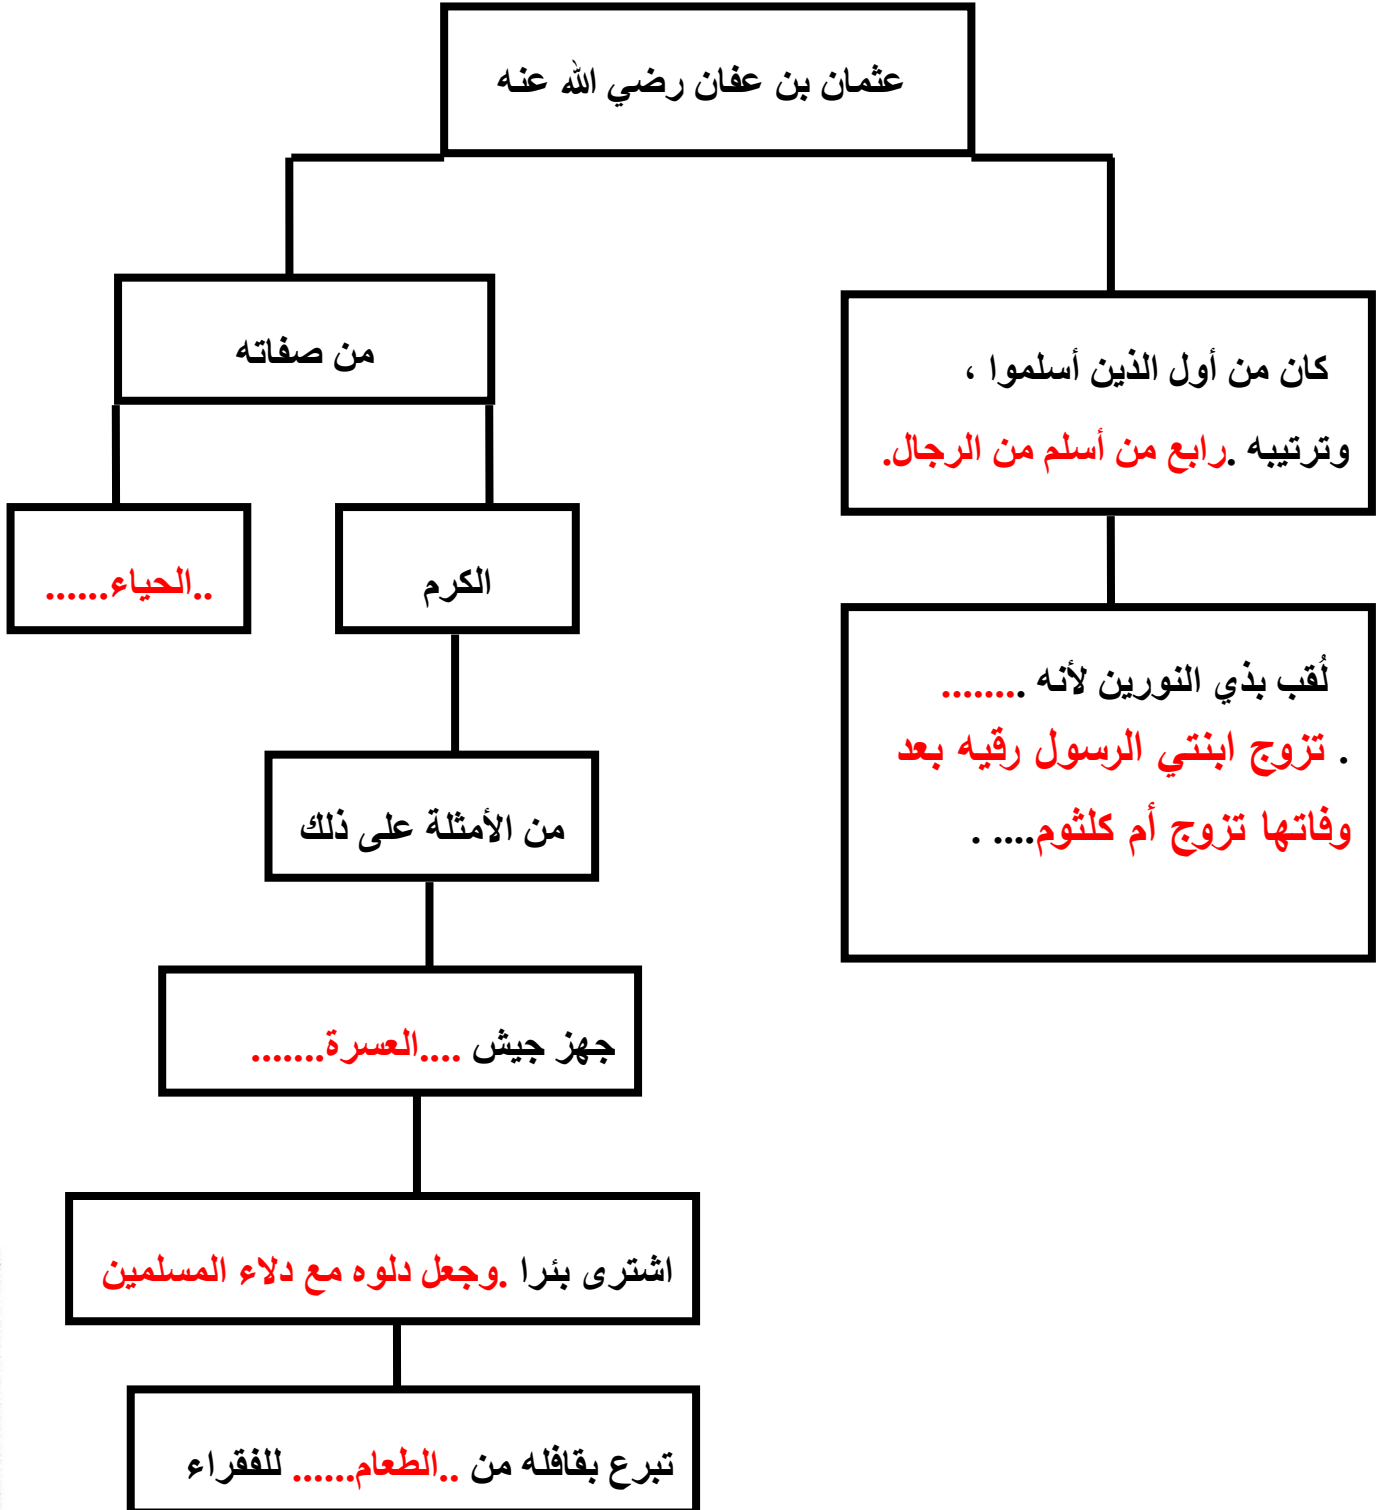 عثمان بن عفان رضي الله عنه
كان من أول الذين أسلموا ،
وترتيبه .رابع من أسلم من الرجال.
لُقب بذي النورين لأنه .........
. تزوج ابنتي الرسول رقيه بعد
وفاتها تزوج أم كلثوم.... .
من صفاته
الكرم
..الحياء......
من الأمثلة على ذلك
جهز جيش ....العسرة.......
اشترى بئرا .وجعل دلوه مع دلاء المسلمين
تبرع بقافله من ..الطعام...... للفقراء